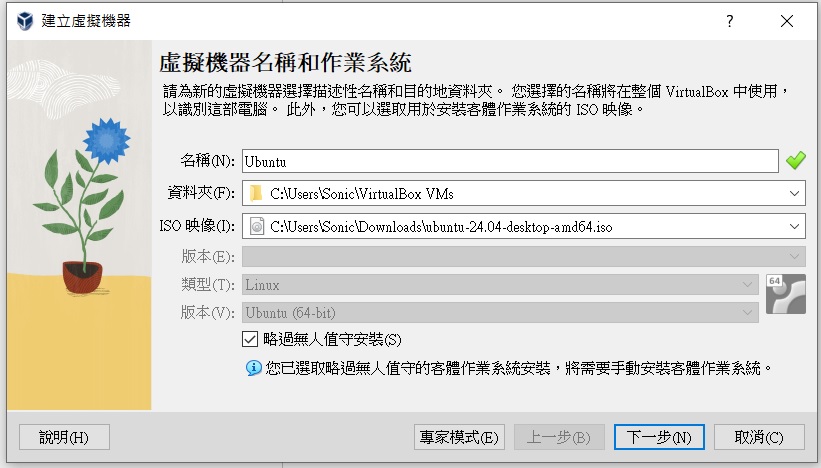 建立虛擬機器
?
虛擬機器名稱和作業系統
請為新的虛擬機器選擇描述性名稱和目的地資料夾。 您選擇的名稱將在整個 VirtualBox 中使用，
以識別這部電腦。 此外，您可以選取用於安裝客體作業系統的 ISO 映像。
名稱(N): Ubuntu
資料夾(F): C:\Users\Sonic\VirtualBox VMs
ISO 映像(I): C:\Users\Sonic\Downloads\ubuntu-24.04-desktop-amd64.iso
版本(E):
類型(T): Linux
64
版本(V): Ubuntu (64-bit)
略過無人值守安裝(S)
您已選取略過無人值守的客體作業系統安裝，將需要手動安裝客體作業系統。
說明(H) 專家模式(E) 上一步(B) 下一步(N) 取消(C)